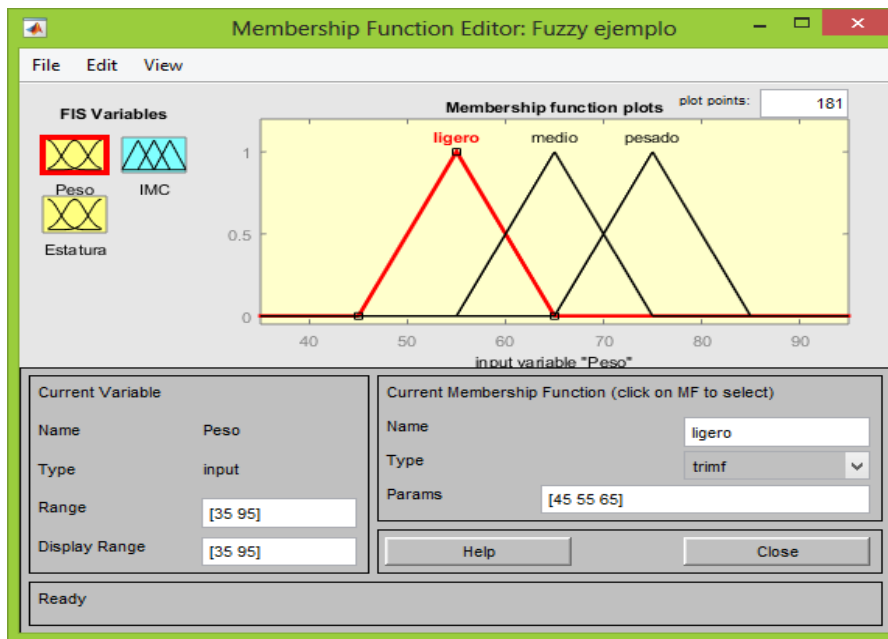 Membership Function Editor: Fuzzy ejemplo
File Edit View
FIS Variables
Peso IMC
Estatura
Membership function plots plot points: 181
ligero medio pesado
1
0.5
0
40 50 60 70 80 90
input variable "Peso"
Current Variable
Name Peso
Type input
Range [35 95]
Display Range [35 95]
Current Membership Function (click on MF to select)
Name ligero
Type trimf
Params [45 55 65]
Help Close
Ready